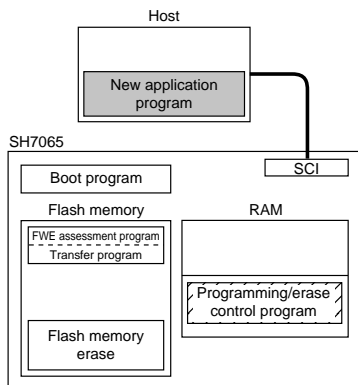 Host
New application
program
SH7065
SCI
Boot program
Flash memory
RAM
FWE assessment program
Transfer program
Programming/erase
control program
Flash memory
erase